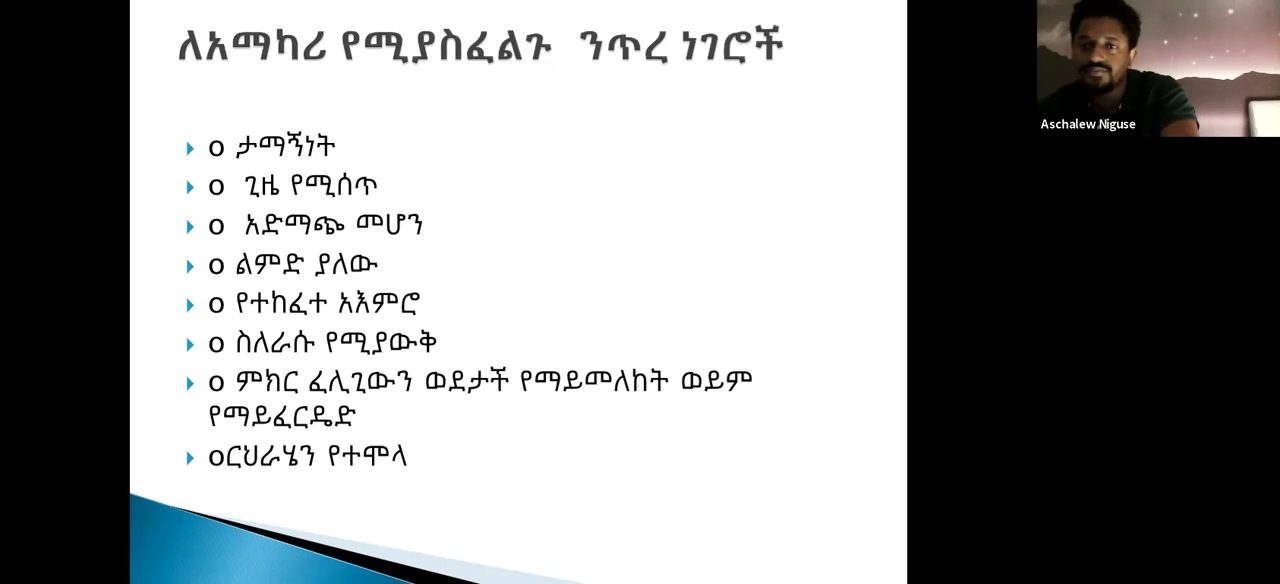 ለአማካሪ የሚያስፈልጉ ንጥረ ነገሮች
o ታማኝነት
o ጊዜ የሚሰጥ
o አድማጭ መሆን
o ልምድ ያለው
o የተከፈተ አእምሮ
o ስለራሱ የሚያውቅ
o ምክር ፈሊጊውን ወደታች የማይመለከት ወይም
የማይፈርዴድ
oርህራሄን የተሞላ
Aschalew Niguse